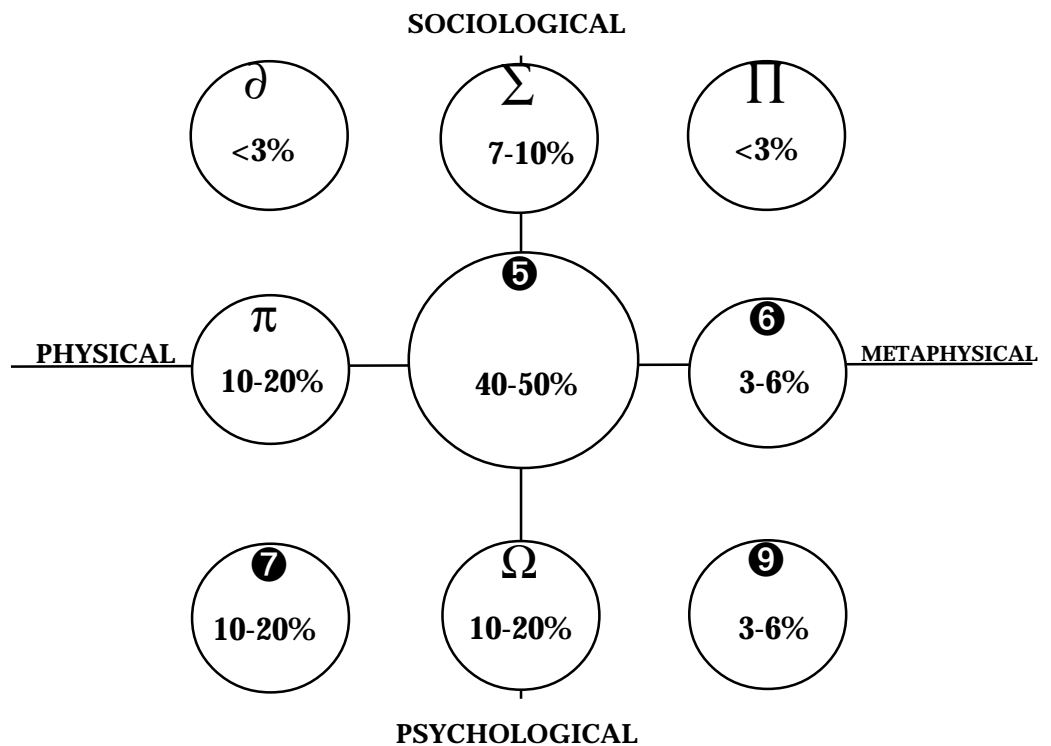 SOCIOLOGICAL
∂ Σ ∏
<3% 7-10% <3%
❺
π ❻
PHYSICAL METAPHYSICAL
10-20% 40-50% 3-6%
❼ Ω ❾
10-20% 10-20% 3-6%
PSYCHOLOGICAL